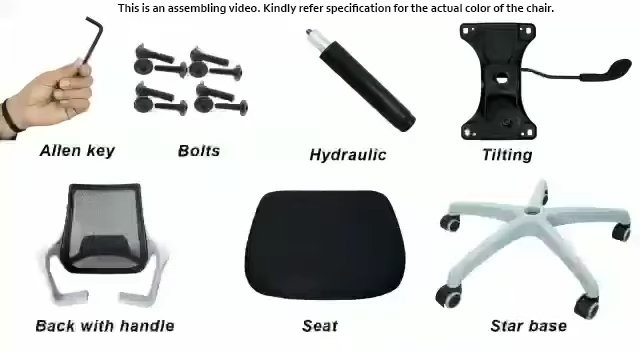 This is an assembling video. Kindly refer specification for the actual color of the chair.
Allen key
Bolts
Hydraulic
Tilting
Back with handle
Seat
Star base